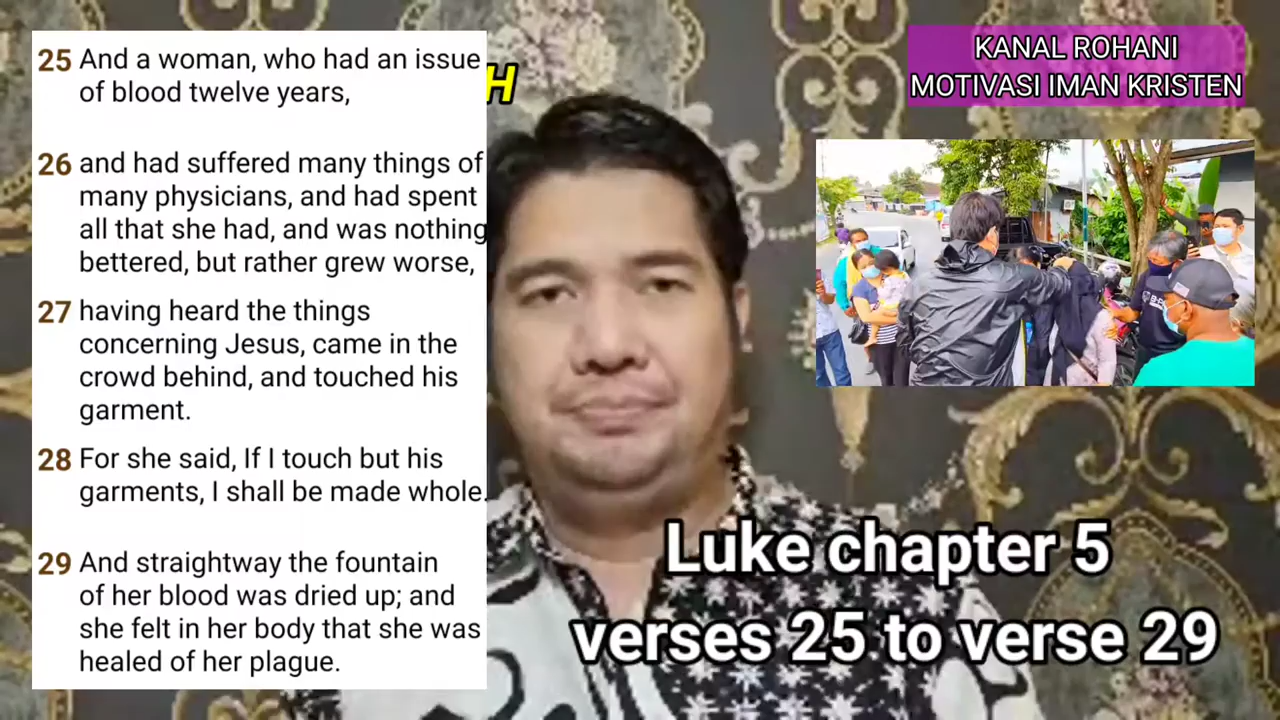 25 And a woman, who had an issue
of blood twelve years,
26 and had suffered many things of
many physicians, and had spent
all that she had, and was nothing
bettered, but rather grew worse,
27 having heard the things
concerning Jesus, came in the
crowd behind, and touched his
garment.
28 For she said, If I touch but his
garments, I shall be made whole.
29 And straightway the fountain
of her blood was dried up; and
she felt in her body that she was
healed of her plague.
H
KANAL ROHANI
MOTIVASI IMAN KRISTEN
Luke chapter 5
verses 25 to verse 29